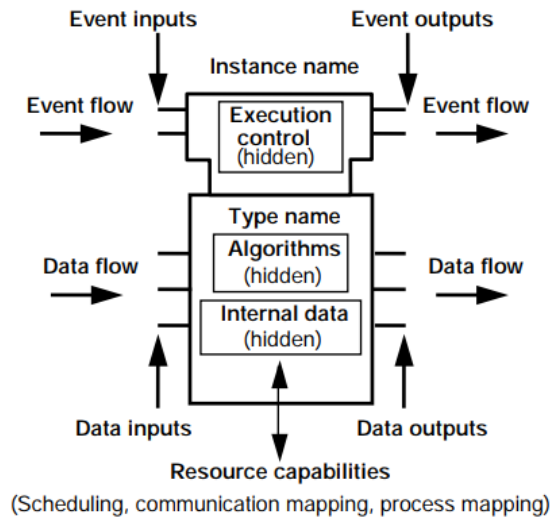 Event inputs
Event outputs
Instance name
Event flow
Execution
control
(hidden)
Event flow
Type name
Data flow
Algorithms
(hidden)
Data flow
Internal data
(hidden)
Data inputs
Data outputs
Resource capabilities
(Scheduling, communication mapping, process mapping)